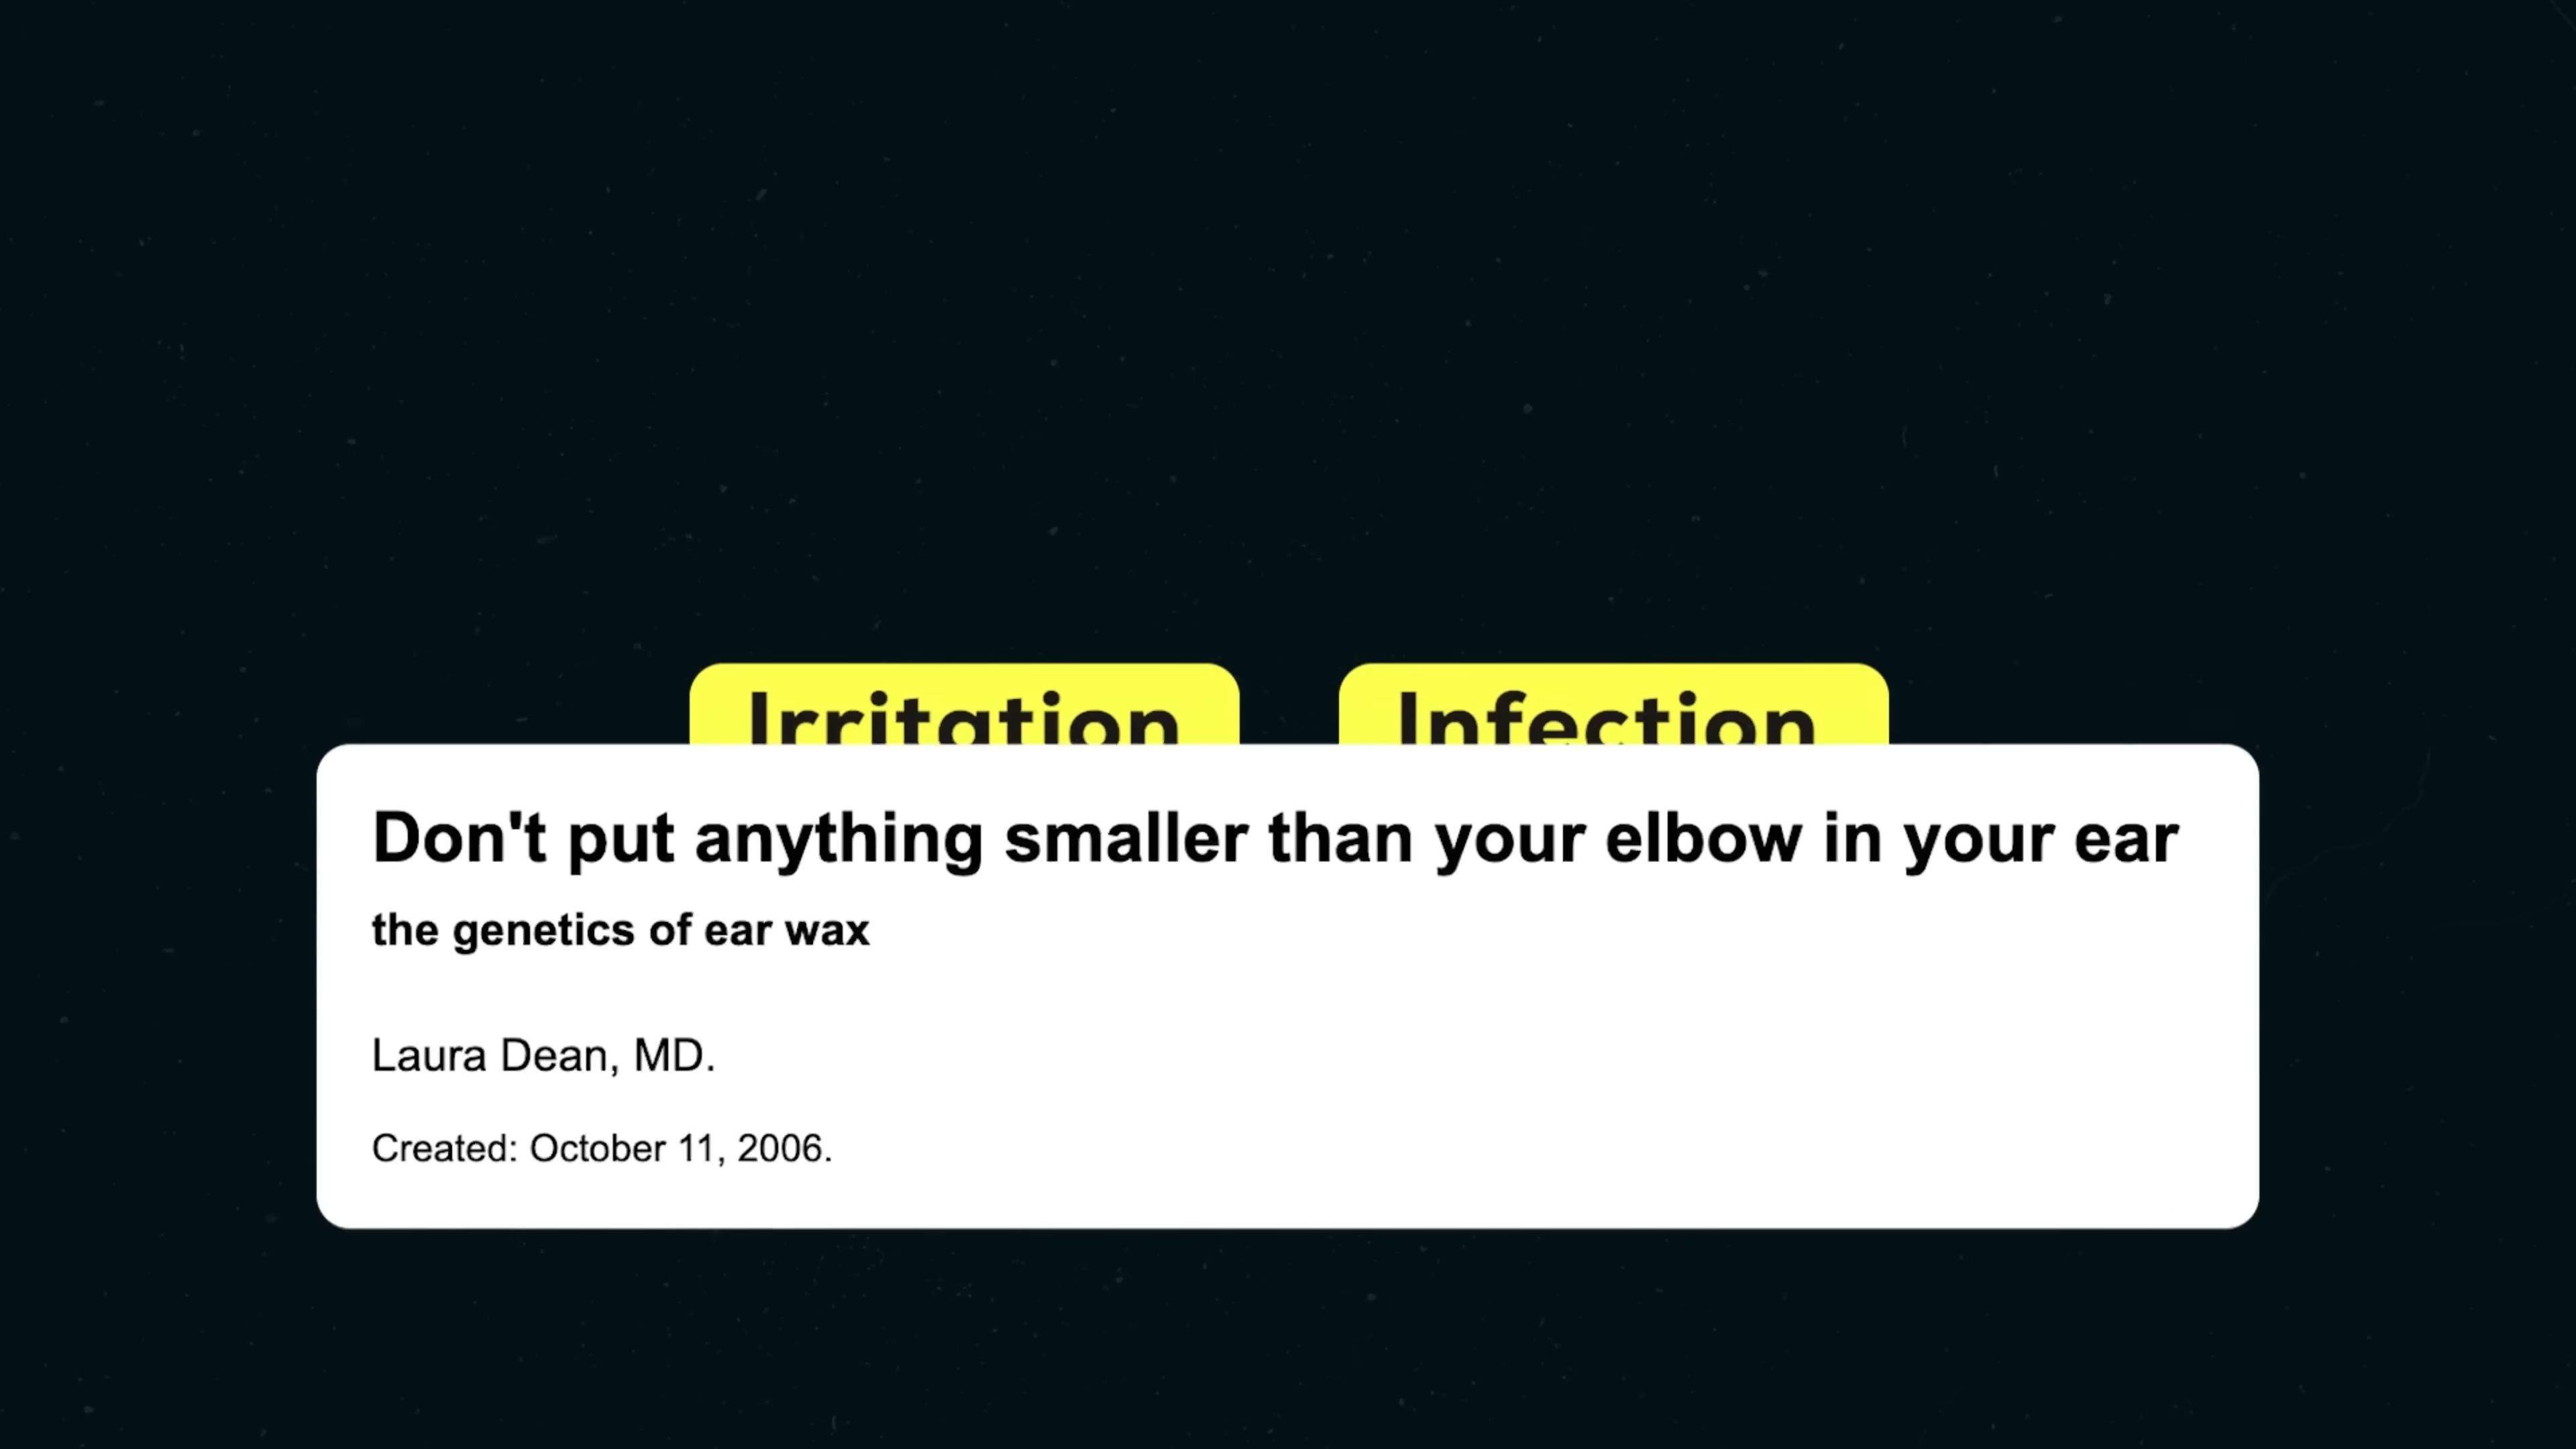 Irritation Infection
Don't put anything smaller than your elbow in your ear
the genetics of ear wax
Laura Dean, MD.
Created: October 11, 2006.